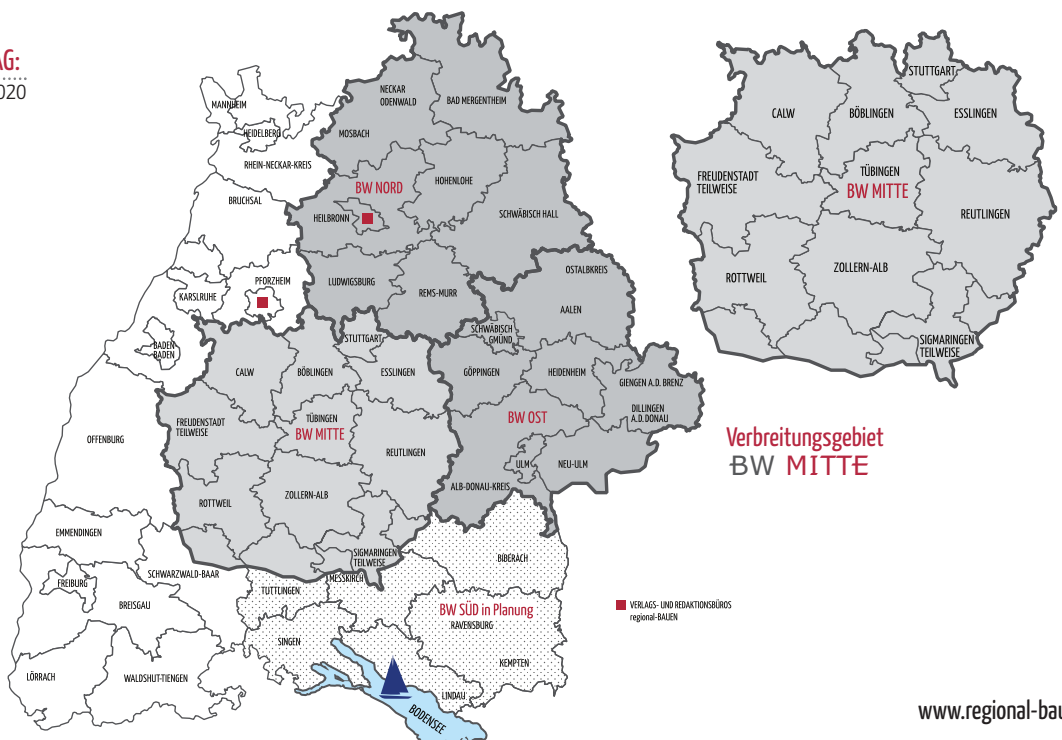 AG:
020
MANNHEIM
HEIDELBERG
RHEIN-NECKAR-KREIS
BRUCHSAL
PFORZHEIM
KARLSRUHE
BADEN
BADEN
OFFENBURG
EMMENDINGEN
FREIBURG
BREISGAU
SCHWARZWALD-BAAR
LÖRRACH
WALDSHUT-TIENGEN
NECKAR
ODENWALD
BAD MERGENTHEIM
MOSBACH
BW NORD
HOHENLOHE
HEILBRONN
SCHWÄBISCH HALL
LUDWIGSBURG
REMS-MURR
OSTALBKREIS
AALEN
SCHWÄBISCH
GMÜND
GÖPPINGEN
HEIDENHEIM
GIENGEN A.D. BRENZ
DILLINGEN
A.D.DONAU
BW OST
ULM
NEU-ULM
ALB-DONAU-KREIS
STUTTGART
CALW
BÖBLINGEN
ESSLINGEN
FREUDENSTADT
TEILWEISE
TÜBINGEN
BW MITTE
REUTLINGEN
ROTTWEIL
ZOLLERN-ALB
SIGMARINGEN
TEILWEISE
MESSKIRCH
TUTTLINGEN
BIBERACH
BW SÜD in Planung
RAVENSBURG
SINGEN
KEMPTEN
LINDAU
BODENSEE
STUTTGART
CALW
BÖBLINGEN
ESSLINGEN
FREUDENSTADT
TEILWEISE
TÜBINGEN
BW MITTE
REUTLINGEN
ROTTWEIL
ZOLLERN-ALB
SIGMARINGEN
TEILWEISE
Verbreitungsgebiet
BW MITTE
VERLAGS- UND REDAKTIONSBÜROS
regional-BAUEN
www.regional-bau